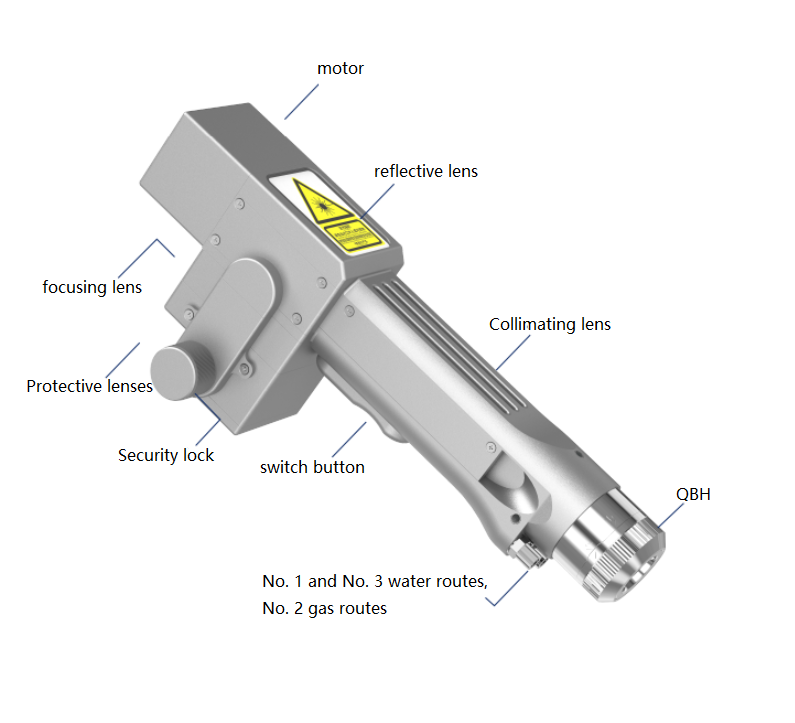 motor
reflective lens
focusing lens
Collimating lens
Protective lenses
Security lock
switch button
QBH
No. 1 and No. 3 water routes,
No. 2 gas routes